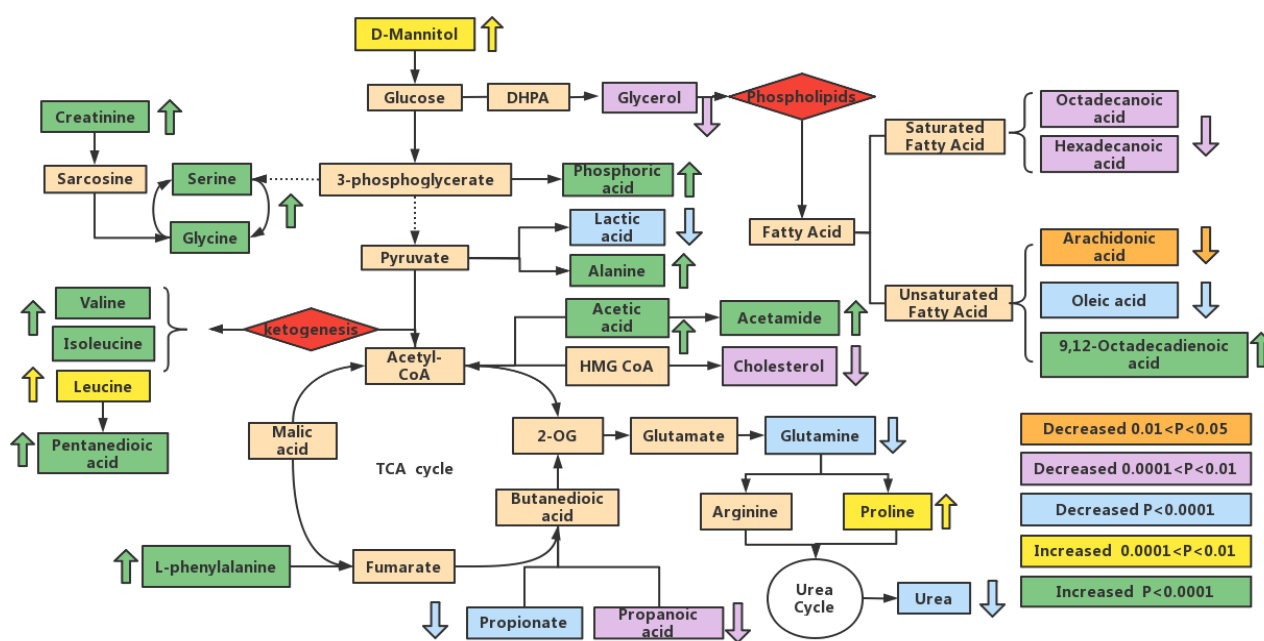 D-Mannitol
Glucose
DHPA
Glycerol
Phospholipids
Octadecanoic
acid
Hexadecanoic
acid
Saturated
Fatty Acid
Creatinine
Sarcosine
Serine
Glycine
3-phosphoglycerate
Phosphoric
acid
Lactic
acid
Pyruvate
Alanine
Fatty Acid
Arachidonic
acid
Unsaturated
Fatty Acid
Oleic acid
9,12-Octadecadienoic
acid
Valine
Isoleucine
Leucine
Pentanedioic
acid
ketogenesis
Acetyl-
CoA
Acetic
acid
Acetamide
HMG CoA
Cholesterol
Malic
acid
TCA cycle
2-OG
Glutamate
Glutamine
Butanedioic
acid
Arginine
Proline
L-phenylalanine
Fumarate
Propionate
Propanoic
acid
Urea
Cycle
Urea
Decreased 0.01<P<0.05
Decreased 0.0001<P<0.01
Decreased P<0.0001
Increased 0.0001<P<0.01
Increased P<0.0001